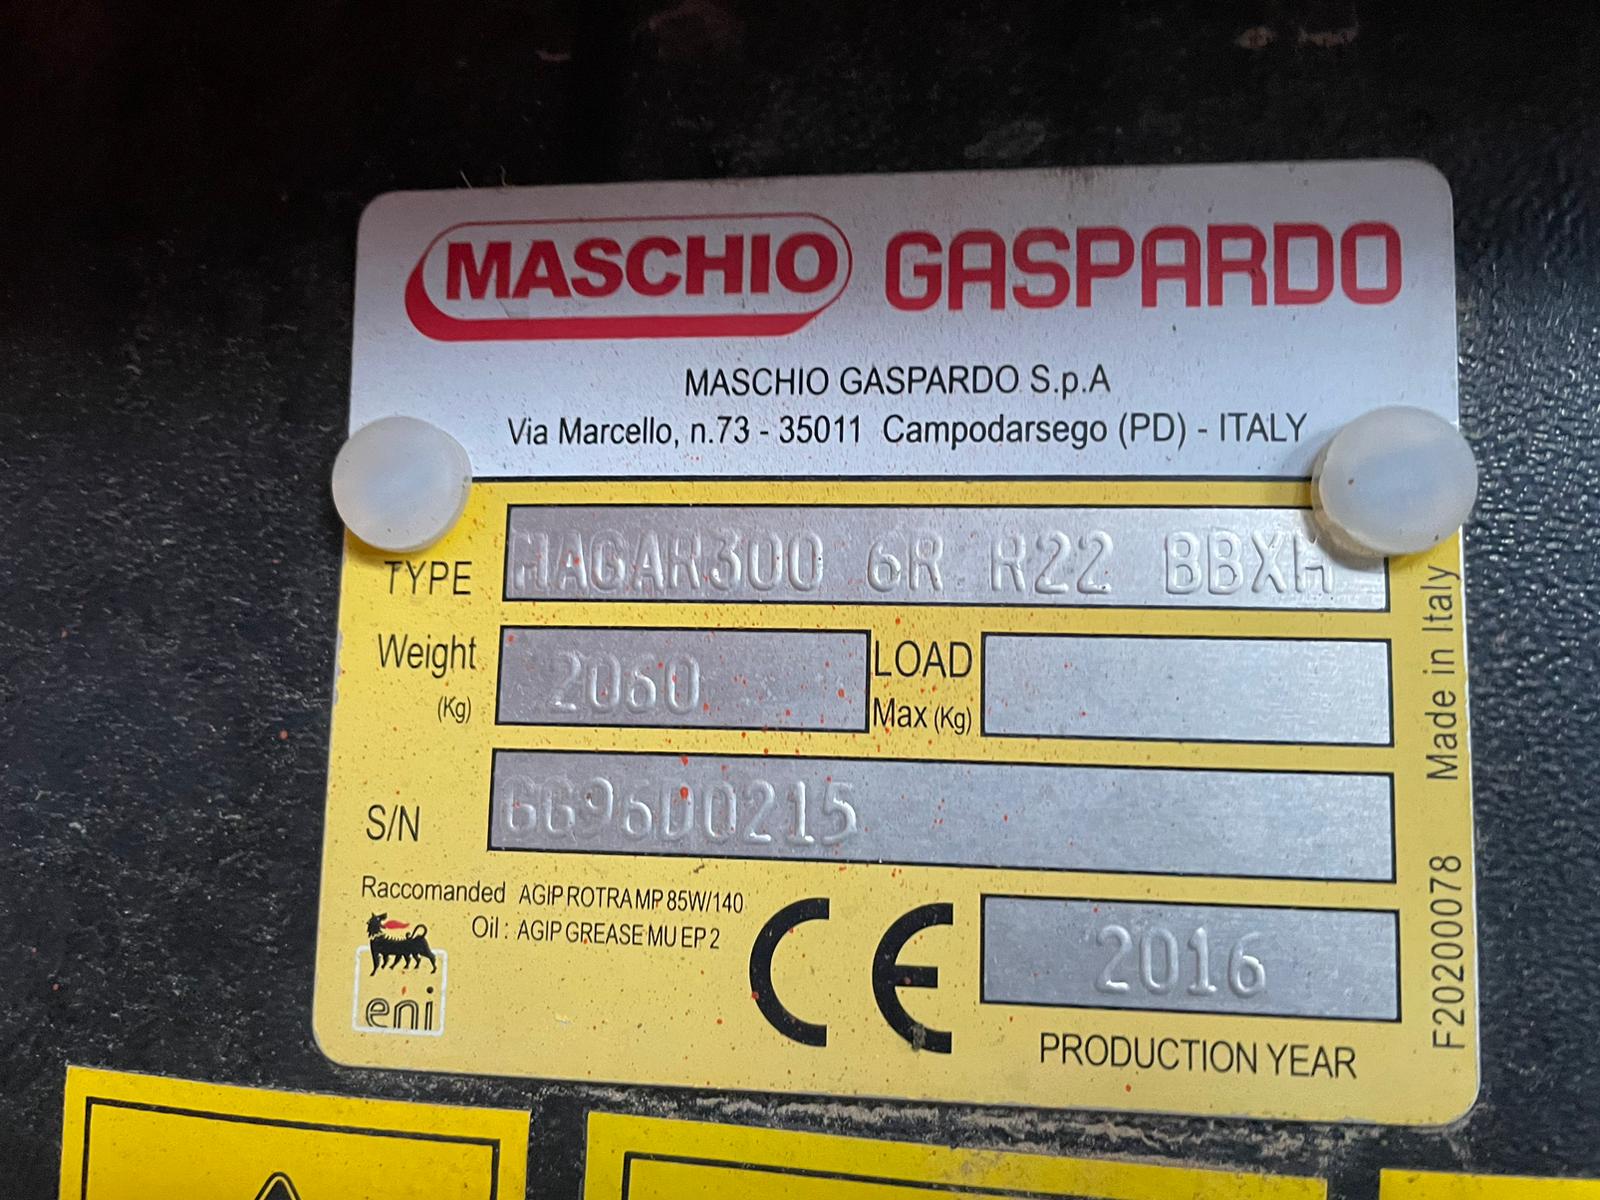 MASCHIO GASPARDO
MASCHIO GASPARDO S.p.A
Via Marcello, n.73 - 35011 Campodarsego (PD) - ITALY
TYPE MAGAR300 6R R22 BBXH
Weight (Kg) 2060 LOAD Max (Kg)
S/N GG96D0215
Raccomanded AGIP ROTRA MP 85W/140
Oil : AGIP GREASE MU EP 2
eni
CE
2016
PRODUCTION YEAR
F20200078 Made in Italy